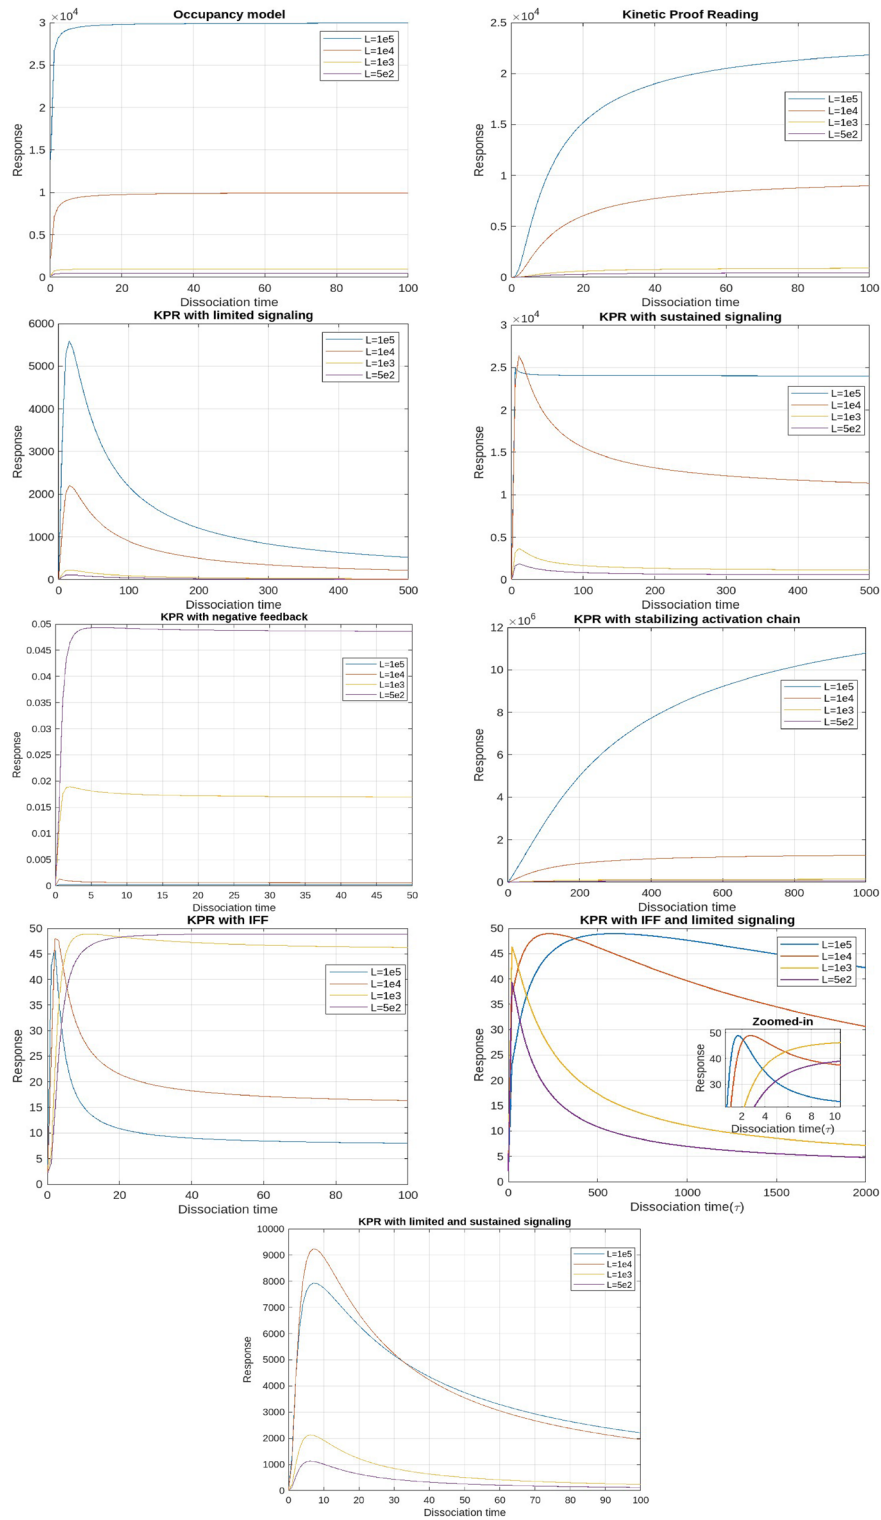 Occupancy model
×10^4
3
2.5
2
1.5
1
0.5
0
0 20 40 60 80 100
Response
Dissociation time
L=1e5
L=1e4
L=1e3
L=5e2
Kinetic Proof Reading
×10^4
2.5
2
1.5
1
0.5
0
0 20 40 60 80 100
Response
Dissociation time
L=1e5
L=1e4
L=1e3
L=5e2
KPR with limited signaling
6000
5000
4000
3000
2000
1000
0
0 100 200 300 400 500
Response
Dissociation time
L=1e5
L=1e4
L=1e3
L=5e2
KPR with sustained signaling
×10^4
3
2.5
2
1.5
1
0.5
0
0 100 200 300 400 500
Response
Dissociation time
L=1e5
L=1e4
L=1e3
L=5e2
KPR with negative feedback
0.05
0.045
0.04
0.035
0.03
0.025
0.02
0.015
0.01
0.005
0
0 5 10 15 20 25 30 35 40 45 50
Response
Dissociation time
L=1e5
L=1e4
L=1e3
L=5e2
KPR with stabilizing activation chain
×10^6
12
10
8
6
4
2
0
0 200 400 600 800 1000
Response
Dissociation time
L=1e5
L=1e4
L=1e3
L=5e2
KPR with IFF
50
45
40
35
30
25
20
15
10
5
0
0 20 40 60 80 100
Response
Dissociation time
L=1e5
L=1e4
L=1e3
L=5e2
KPR with IFF and limited signaling
50
45
40
35
30
25
20
15
10
5
0
0 500 1000 1500 2000
Response
Dissociation time(τ)
L=1e5
L=1e4
L=1e3
L=5e2
Zoomed-in
50
40
30
2 4 6 8 10
Response
Dissociation time(τ)
KPR with limited and sustained signaling
10000
9000
8000
7000
6000
5000
4000
3000
2000
1000
0
0 10 20 30 40 50 60 70 80 90 100
Response
Dissociation time
L=1e5
L=1e4
L=1e3
L=5e2